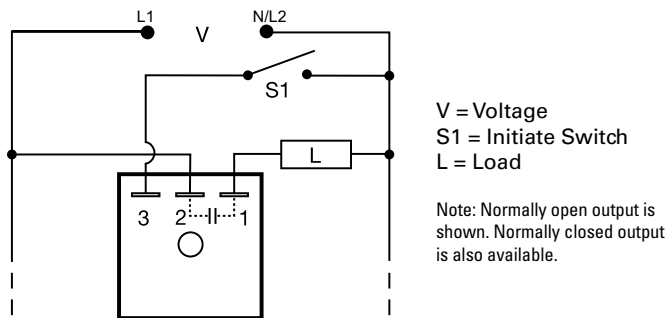 L1
V
N/L2
S1
L
3
2
1
V = Voltage
S1 = Initiate Switch
L = Load
Note: Normally open output is
shown. Normally closed output
is also available.